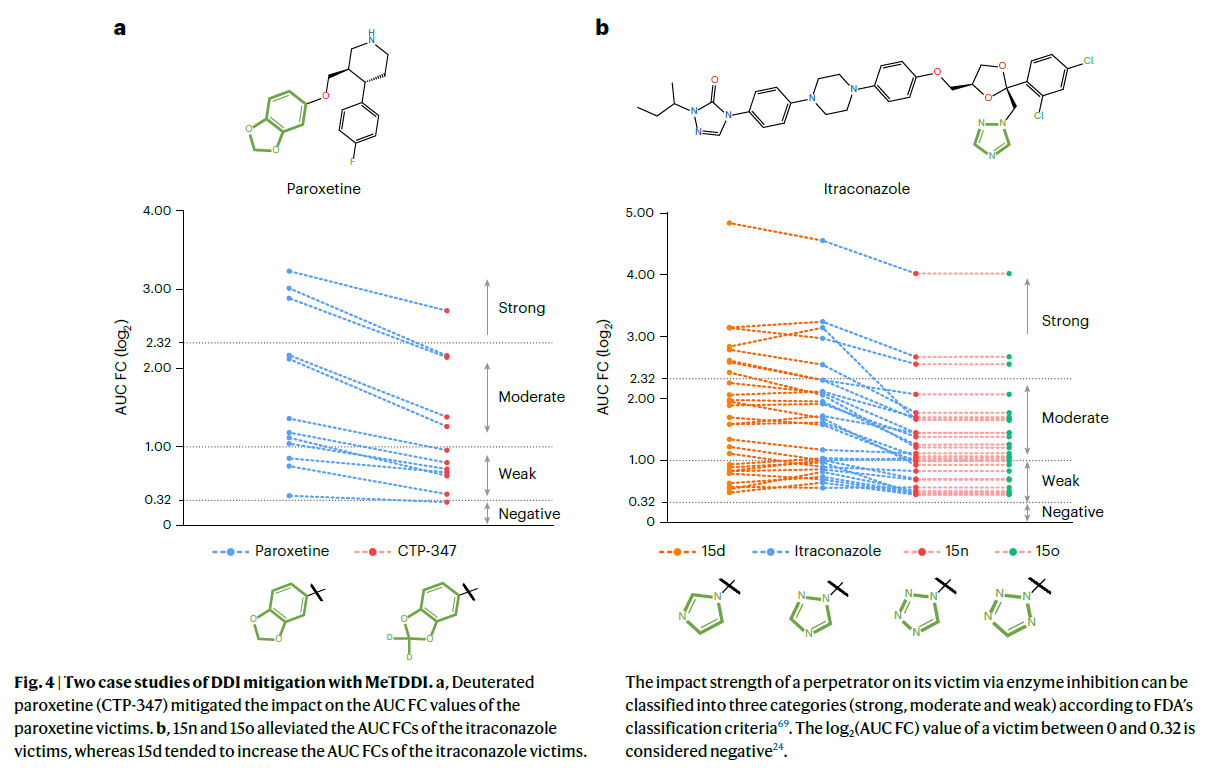 a
H
N
O
O
O
F
Paroxetine
4.00
3.00
2.32
2.00
1.00
0.32
0
AUC FC (log₂)
Strong
Moderate
Weak
Negative
Paroxetine
CTP-347
O
O
O
O
D
D
b
O
N
N
N
N
N
O
O
O
Cl
Cl
N
N
N
Itraconazole
5.00
4.00
3.00
2.32
2.00
1.00
0.32
0
AUC FC (log₂)
Strong
Moderate
Weak
Negative
15d
Itraconazole
15n
15o
N
N
N
N
N
N
N
N
N
N
N
N
N
Fig. 4 | Two case studies of DDI mitigation with MeTDDI. a, Deuterated
paroxetine (CTP-347) mitigated the impact on the AUC FC values of the
paroxetine victims. b, 15n and 15o alleviated the AUC FCs of the itraconazole
victims, whereas 15d tended to increase the AUC FCs of the itraconazole victims.
The impact strength of a perpetrator on its victim via enzyme inhibition can be
classified into three categories (strong, moderate and weak) according to FDA’s
classification criteria⁶⁹. The log₂(AUC FC) value of a victim between 0 and 0.32 is
considered negative²⁴.